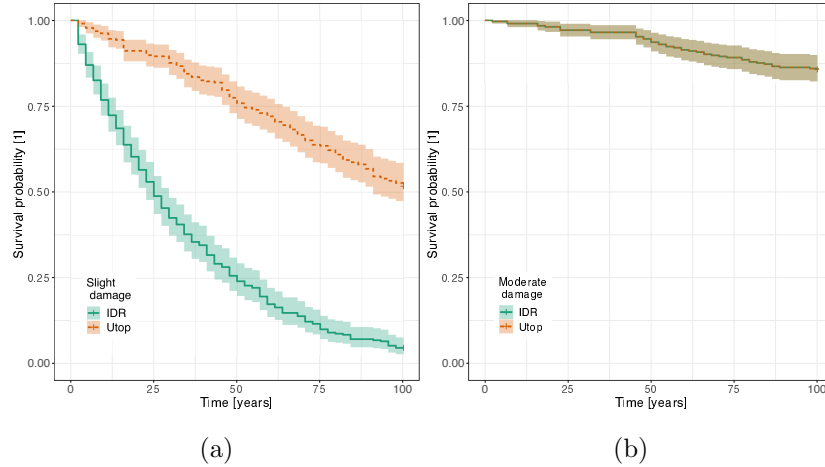 1.00
0.75
0.50
0.25
0.00
Survival probability [1]
Slight
damage
IDR
Utop
0
25
50
75
100
Time [years]
(a)
1.00
0.75
0.50
0.25
0.00
Survival probability [1]
Moderate
damage
IDR
Utop
0
25
50
75
100
Time [years]
(b)